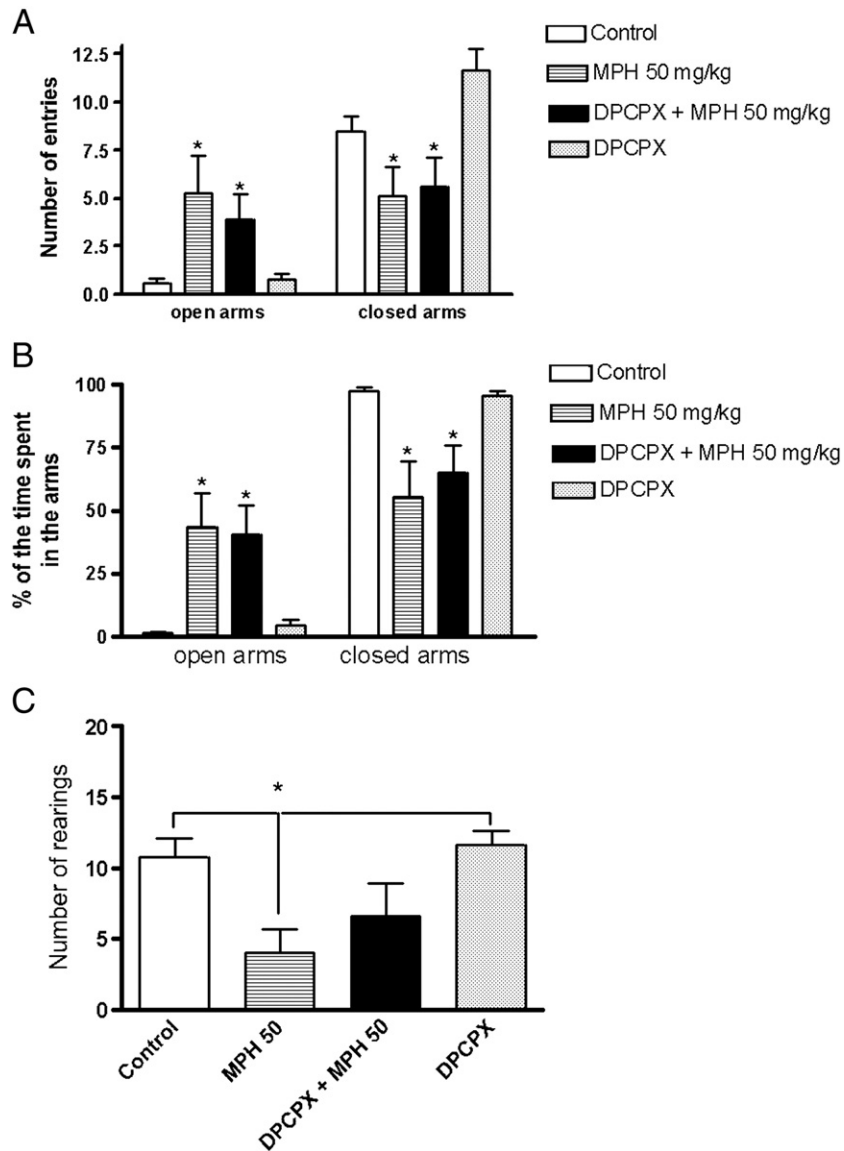 A
Number of entries
12.5
10.0
7.5
5.0
2.5
0.0
* *
* *
open arms closed arms
Control
MPH 50 mg/kg
DPCPX + MPH 50 mg/kg
DPCPX
B
% of the time spent
in the arms
100
75
50
25
0
* *
* *
open arms closed arms
Control
MPH 50 mg/kg
DPCPX + MPH 50 mg/kg
DPCPX
C
Number of rearings
20
15
10
5
0
*
Control
MPH 50
DPCPX + MPH 50
DPCPX